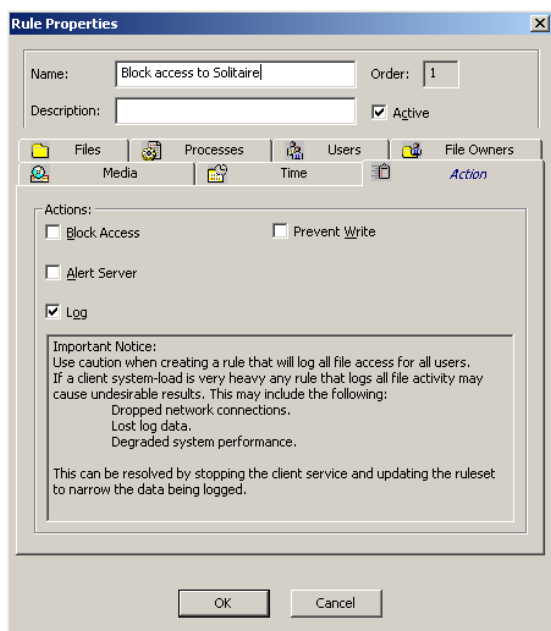 Rule Properties
Name: Block access to Solitaire Order: 1
Description: Active
Files Processes Users File Owners
Media Time Action
Actions:
Block Access Prevent Write
Alert Server
Log
Important Notice:
Use caution when creating a rule that will log all file access for all users.
If a client system-load is very heavy any rule that logs all file activity may
cause undesirable results. This may include the following:
Dropped network connections.
Lost log data.
Degraded system performance.
This can be resolved by stopping the client service and updating the ruleset
to narrow the data being logged.
OK Cancel